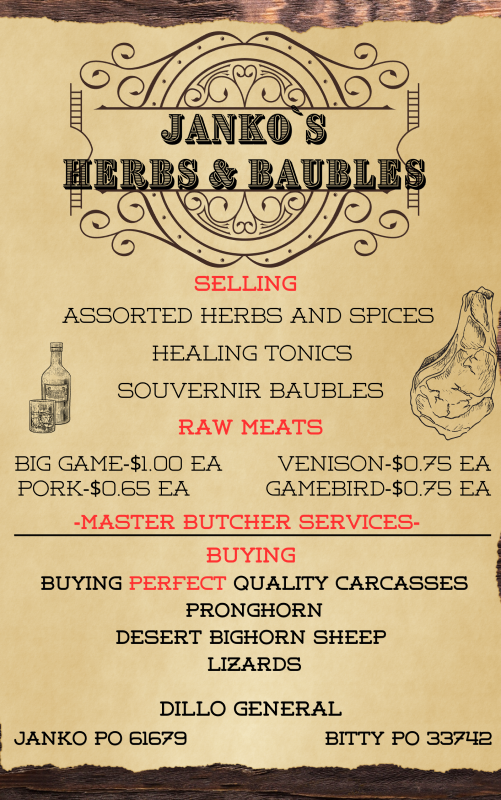 JANKO`S
HERBS & BAUBLES
SELLING
ASSORTED HERBS AND SPICES
HEALING TONICS
SOUVERNIR BAUBLES
RAW MEATS
BIG GAME-$1.00 EA VENISON-$0.75 EA
PORK-$0.65 EA GAMEBIRD-$0.75 EA
-MASTER BUTCHER SERVICES-
BUYING
BUYING PERFECT QUALITY CARCASSES
PRONGHORN
DESERT BIGHORN SHEEP
LIZARDS
DILLO GENERAL
JANKO PO 61679 BITTY PO 33742